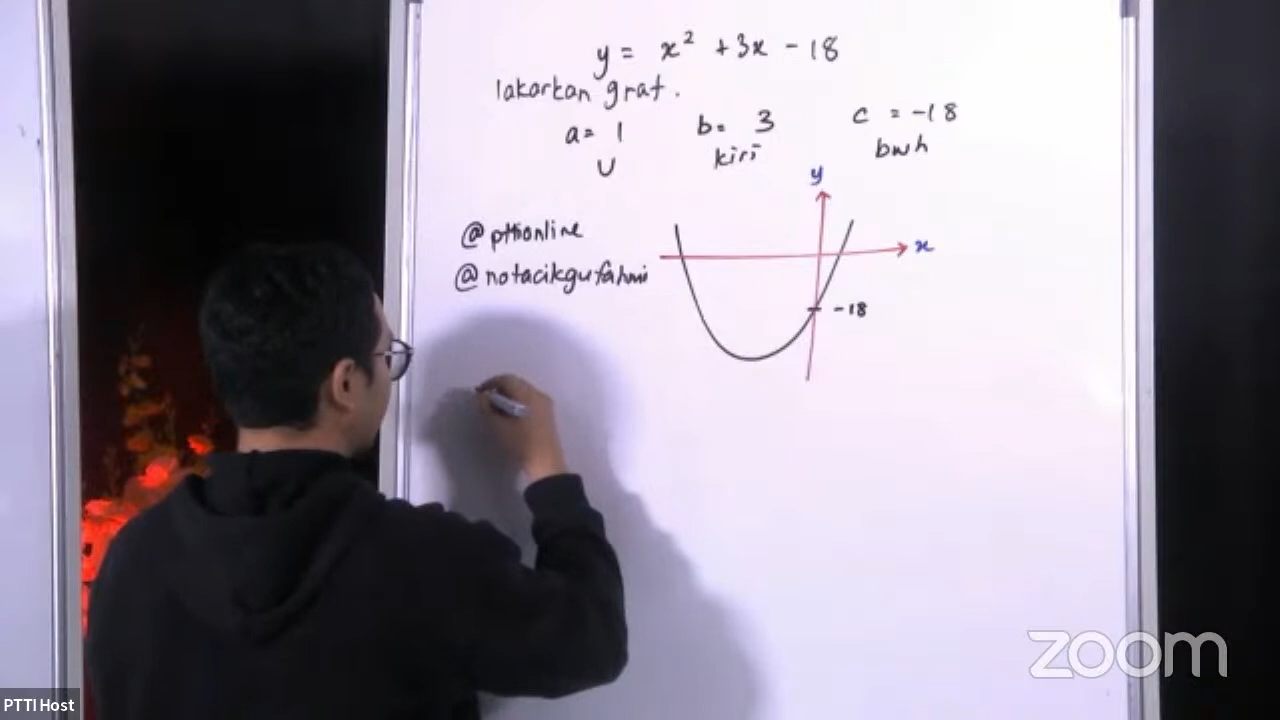 y = x² + 3x - 18
lakarkan graf.
a = 1 b = 3 c = -18
U kiri bwh
y
@pttionline
x
@notacikgufahmi
-18
zoom
PTTI Host